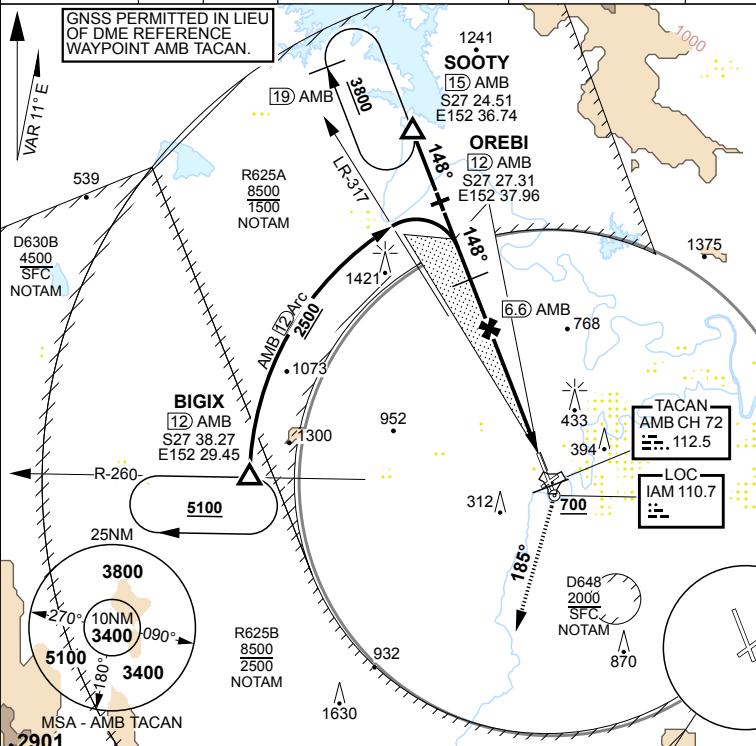 GNSS PERMITTED IN LIEU
OF DME REFERENCE
WAYPOINT AMB TACAN.
VAR 11° E
1241
1000
SOOTY
15 AMB
S27 24.51
E152 36.74
19 AMB
3800
148°
OREBI
12 AMB
S27 27.31
E152 37.96
LR-317
539
R625A
8500
1500
NOTAM
D630B
4500
SFC
NOTAM
148°
1375
1421
6.6 AMB
768
AMB 12 Arc
2500
1073
BIGIX
12 AMB
S27 38.27
E152 29.45
952
1300
433
394
TACAN
AMB CH 72
112.5
R-260
LOC
IAM 110.7
5100
312
700
185°
25NM
3800
270°
10NM
3400
090°
5100
180°
3400
MSA - AMB TACAN
2901
R625B
8500
2500
NOTAM
D648
2000
SFC
NOTAM
932
870
1630